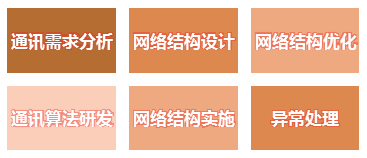 通讯需求分析
网络结构设计
网络结构优化
通讯算法研发
网络结构实施
异常处理